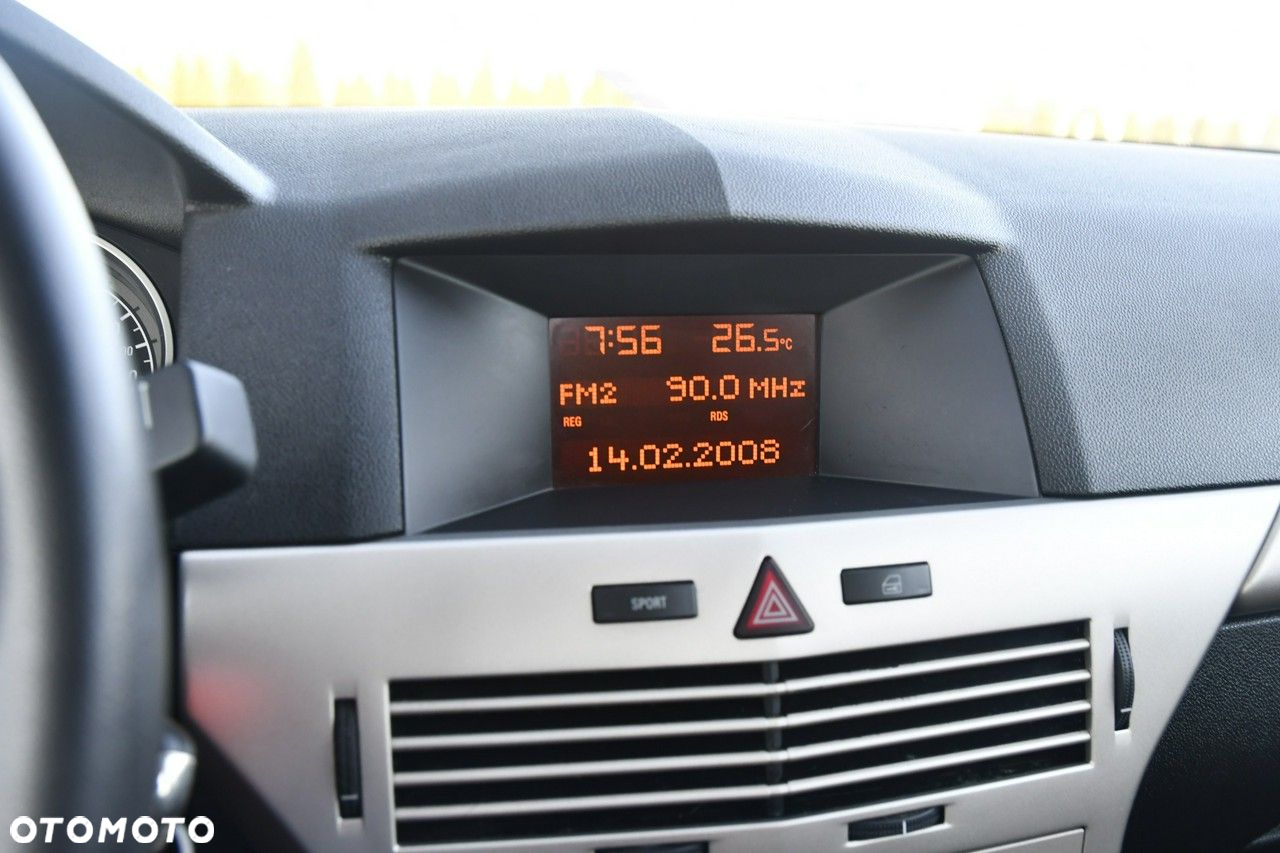 7:56 26.5°C
FM2 90.0 MHz
REG RDS
14.02.2008
SPORT
OTOMOTO